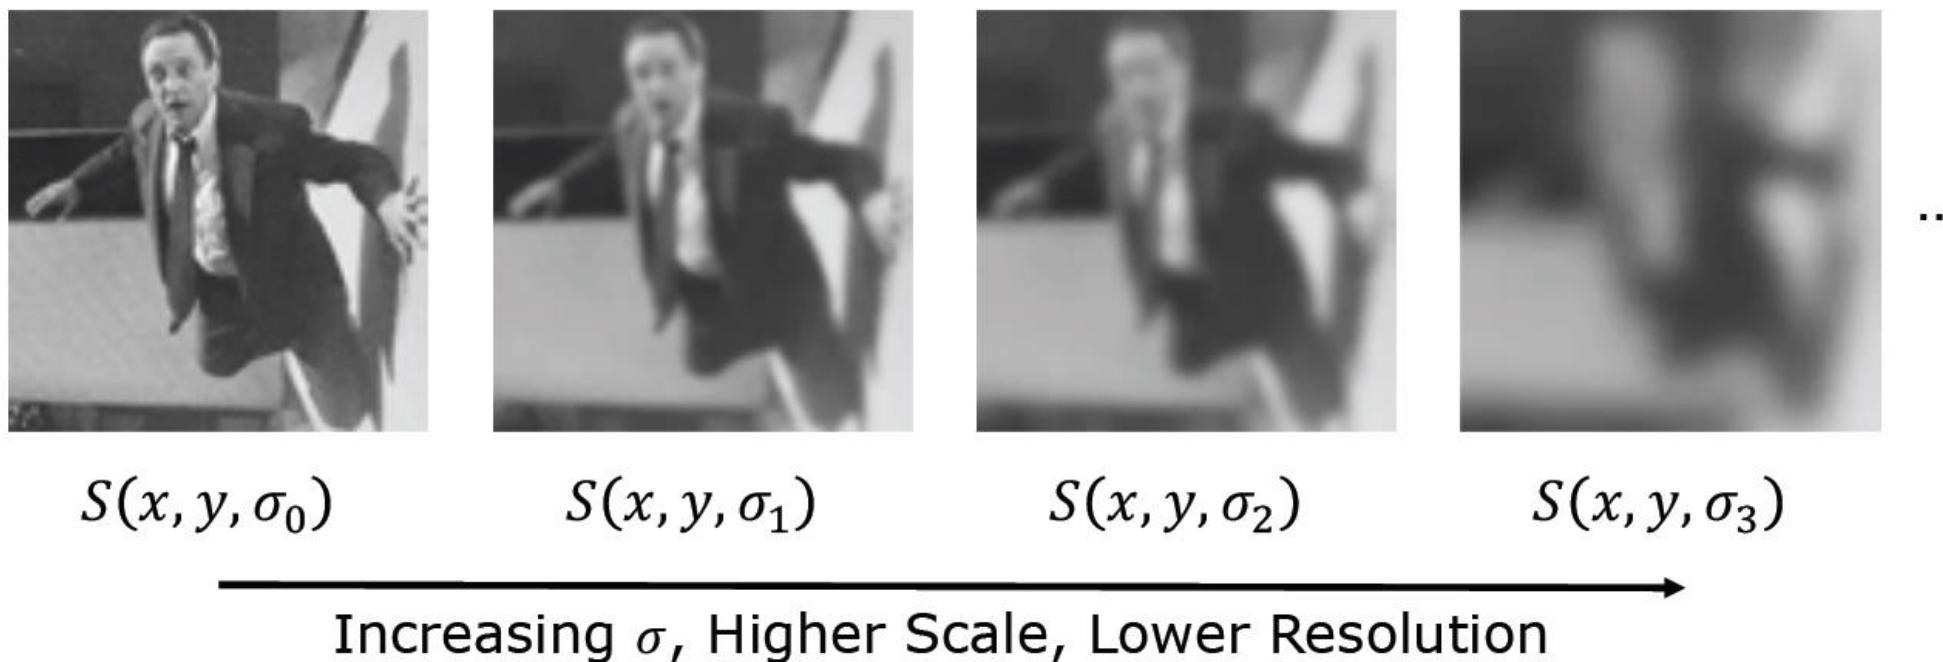 S(x, y, σ₀) S(x, y, σ₁) S(x, y, σ₂) S(x, y, σ₃) ..
Increasing σ, Higher Scale, Lower Resolution